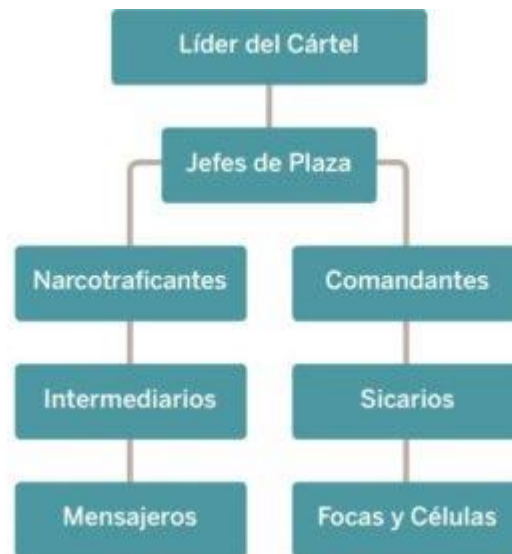 Líder del Cártel
Jefes de Plaza
Narcotraficantes
Comandantes
Intermediarios
Sicarios
Mensajeros
Focas y Células